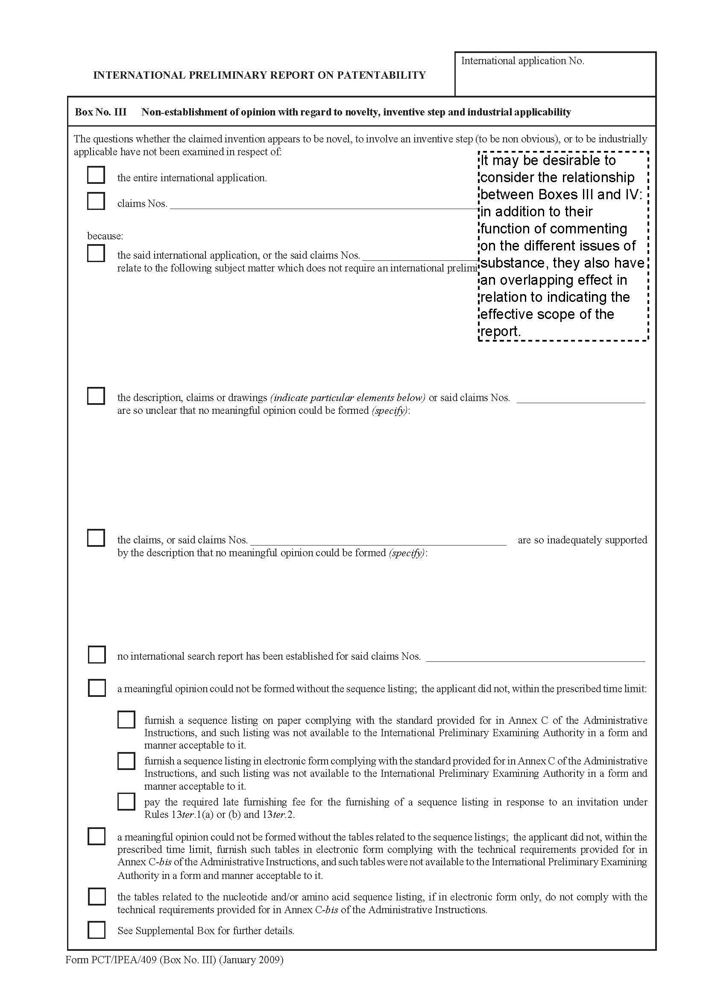 International application No.
INTERNATIONAL PRELIMINARY REPORT ON PATENTABILITY
Box No. III Non-establishment of opinion with regard to novelty, inventive step and industrial applicability
The questions whether the claimed invention appears to be novel, to involve an inventive step (to be non obvious), or to be industrially
applicable have not been examined in respect of:
the entire international application.
claims Nos.
because:
the said international application, or the said claims Nos.
relate to the following subject matter which does not require an international
It may be desirable to
consider the relationship
between Boxes III and IV:
in addition to their
function of commenting
on the different issues of
substance, they also have
an overlapping effect in
relation to indicating the
effective scope of the
report.
the description, claims or drawings (indicate particular elements below) or said claims Nos.
are so unclear that no meaningful opinion could be formed (specify):
the claims, or said claims Nos. are so inadequately supported
by the description that no meaningful opinion could be formed (specify):
no international search report has been established for said claims Nos.
a meaningful opinion could not be formed without the sequence listing; the applicant did not, within the prescribed time limit:
furnish a sequence listing on paper complying with the standard provided for in Annex C of the Administrative
Instructions, and such listing was not available to the International Preliminary Examining Authority in a form and
manner acceptable to it.
furnish a sequence listing in electronic form complying with the standard provided for in Annex C of the Administrative
Instructions, and such listing was not available to the International Preliminary Examining Authority in a form and
manner acceptable to it.
pay the required late furnishing fee for the furnishing of a sequence listing in response to an invitation under
Rules 13ter.1(a) or (b) and 13ter.2.
a meaningful opinion could not be formed without the tables related to the sequence listings; the applicant did not, within the
prescribed time limit, furnish such tables in electronic form complying with the technical requirements provided for in
Annex C-bis of the Administrative Instructions, and such tables were not available to the International Preliminary Examining
Authority in a form and manner acceptable to it.
the tables related to the nucleotide and/or amino acid sequence listing, if in electronic form only, do not comply with the
technical requirements provided for in Annex C-bis of the Administrative Instructions.
See Supplemental Box for further details.
Form PCT/IPEA/409 (Box No. III) (January 2009)